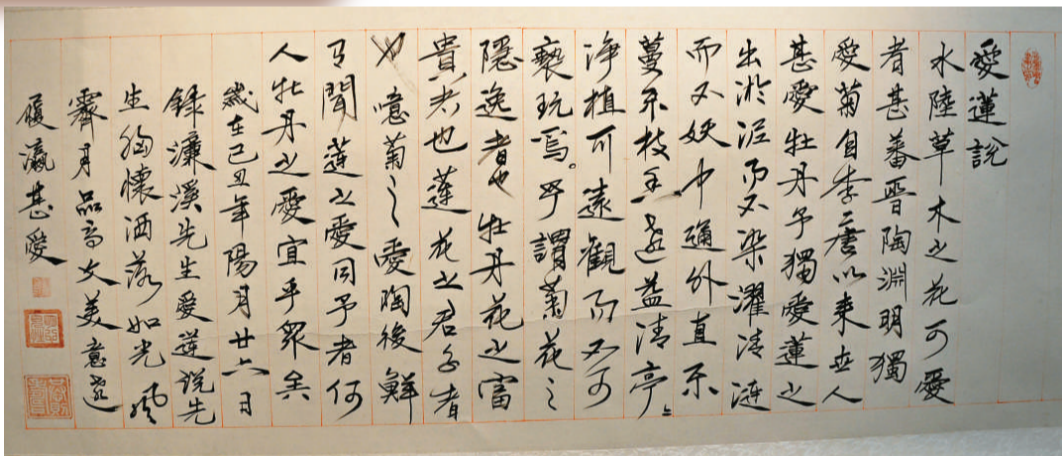 愛蓮說
水陸草木之花可愛
者甚蕃晋陶淵明獨
愛菊自李唐以來世人
甚愛牡丹予獨愛蓮之
出淤泥而不染濯清漣
而不妖中通外直不
蔓不枝香遠益清亭〻
净植可遠觀而不可
褻玩焉。予謂菊花之
隱逸者也牡丹花之富
貴者也蓮花之君子者
也噫菊之愛陶後鮮
有聞蓮之愛同予者何
人牡丹之愛宜乎眾矣
歲在己丑年陽月廿六日
錄濂溪先生愛蓮説先
生胸懷洒落如光風
霽月品高文美意遠
履瀛甚愛